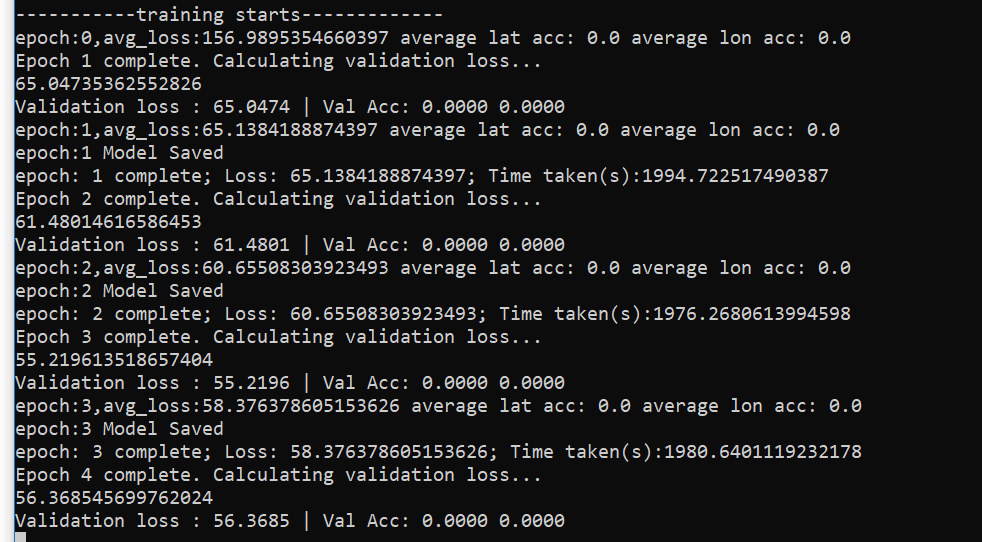 -----------training starts-------------
epoch:0,avg_loss:156.9895354660397 average lat acc: 0.0 average lon acc: 0.0
Epoch 1 complete. Calculating validation loss...
65.04735362552826
Validation loss : 65.0474 | Val Acc: 0.0000 0.0000
epoch:1,avg_loss:65.1384188874397 average lat acc: 0.0 average lon acc: 0.0
epoch:1 Model Saved
epoch: 1 complete; Loss: 65.1384188874397; Time taken(s):1994.722517490387
Epoch 2 complete. Calculating validation loss...
61.48014616586453
Validation loss : 61.4801 | Val Acc: 0.0000 0.0000
epoch:2,avg_loss:60.65508303923493 average lat acc: 0.0 average lon acc: 0.0
epoch:2 Model Saved
epoch: 2 complete; Loss: 60.65508303923493; Time taken(s):1976.2680613994598
Epoch 3 complete. Calculating validation loss...
55.219613518657404
Validation loss : 55.2196 | Val Acc: 0.0000 0.0000
epoch:3,avg_loss:58.376378605153626 average lat acc: 0.0 average lon acc: 0.0
epoch:3 Model Saved
epoch: 3 complete; Loss: 58.376378605153626; Time taken(s):1980.6401119232178
Epoch 4 complete. Calculating validation loss...
56.368545699762024
Validation loss : 56.3685 | Val Acc: 0.0000 0.0000